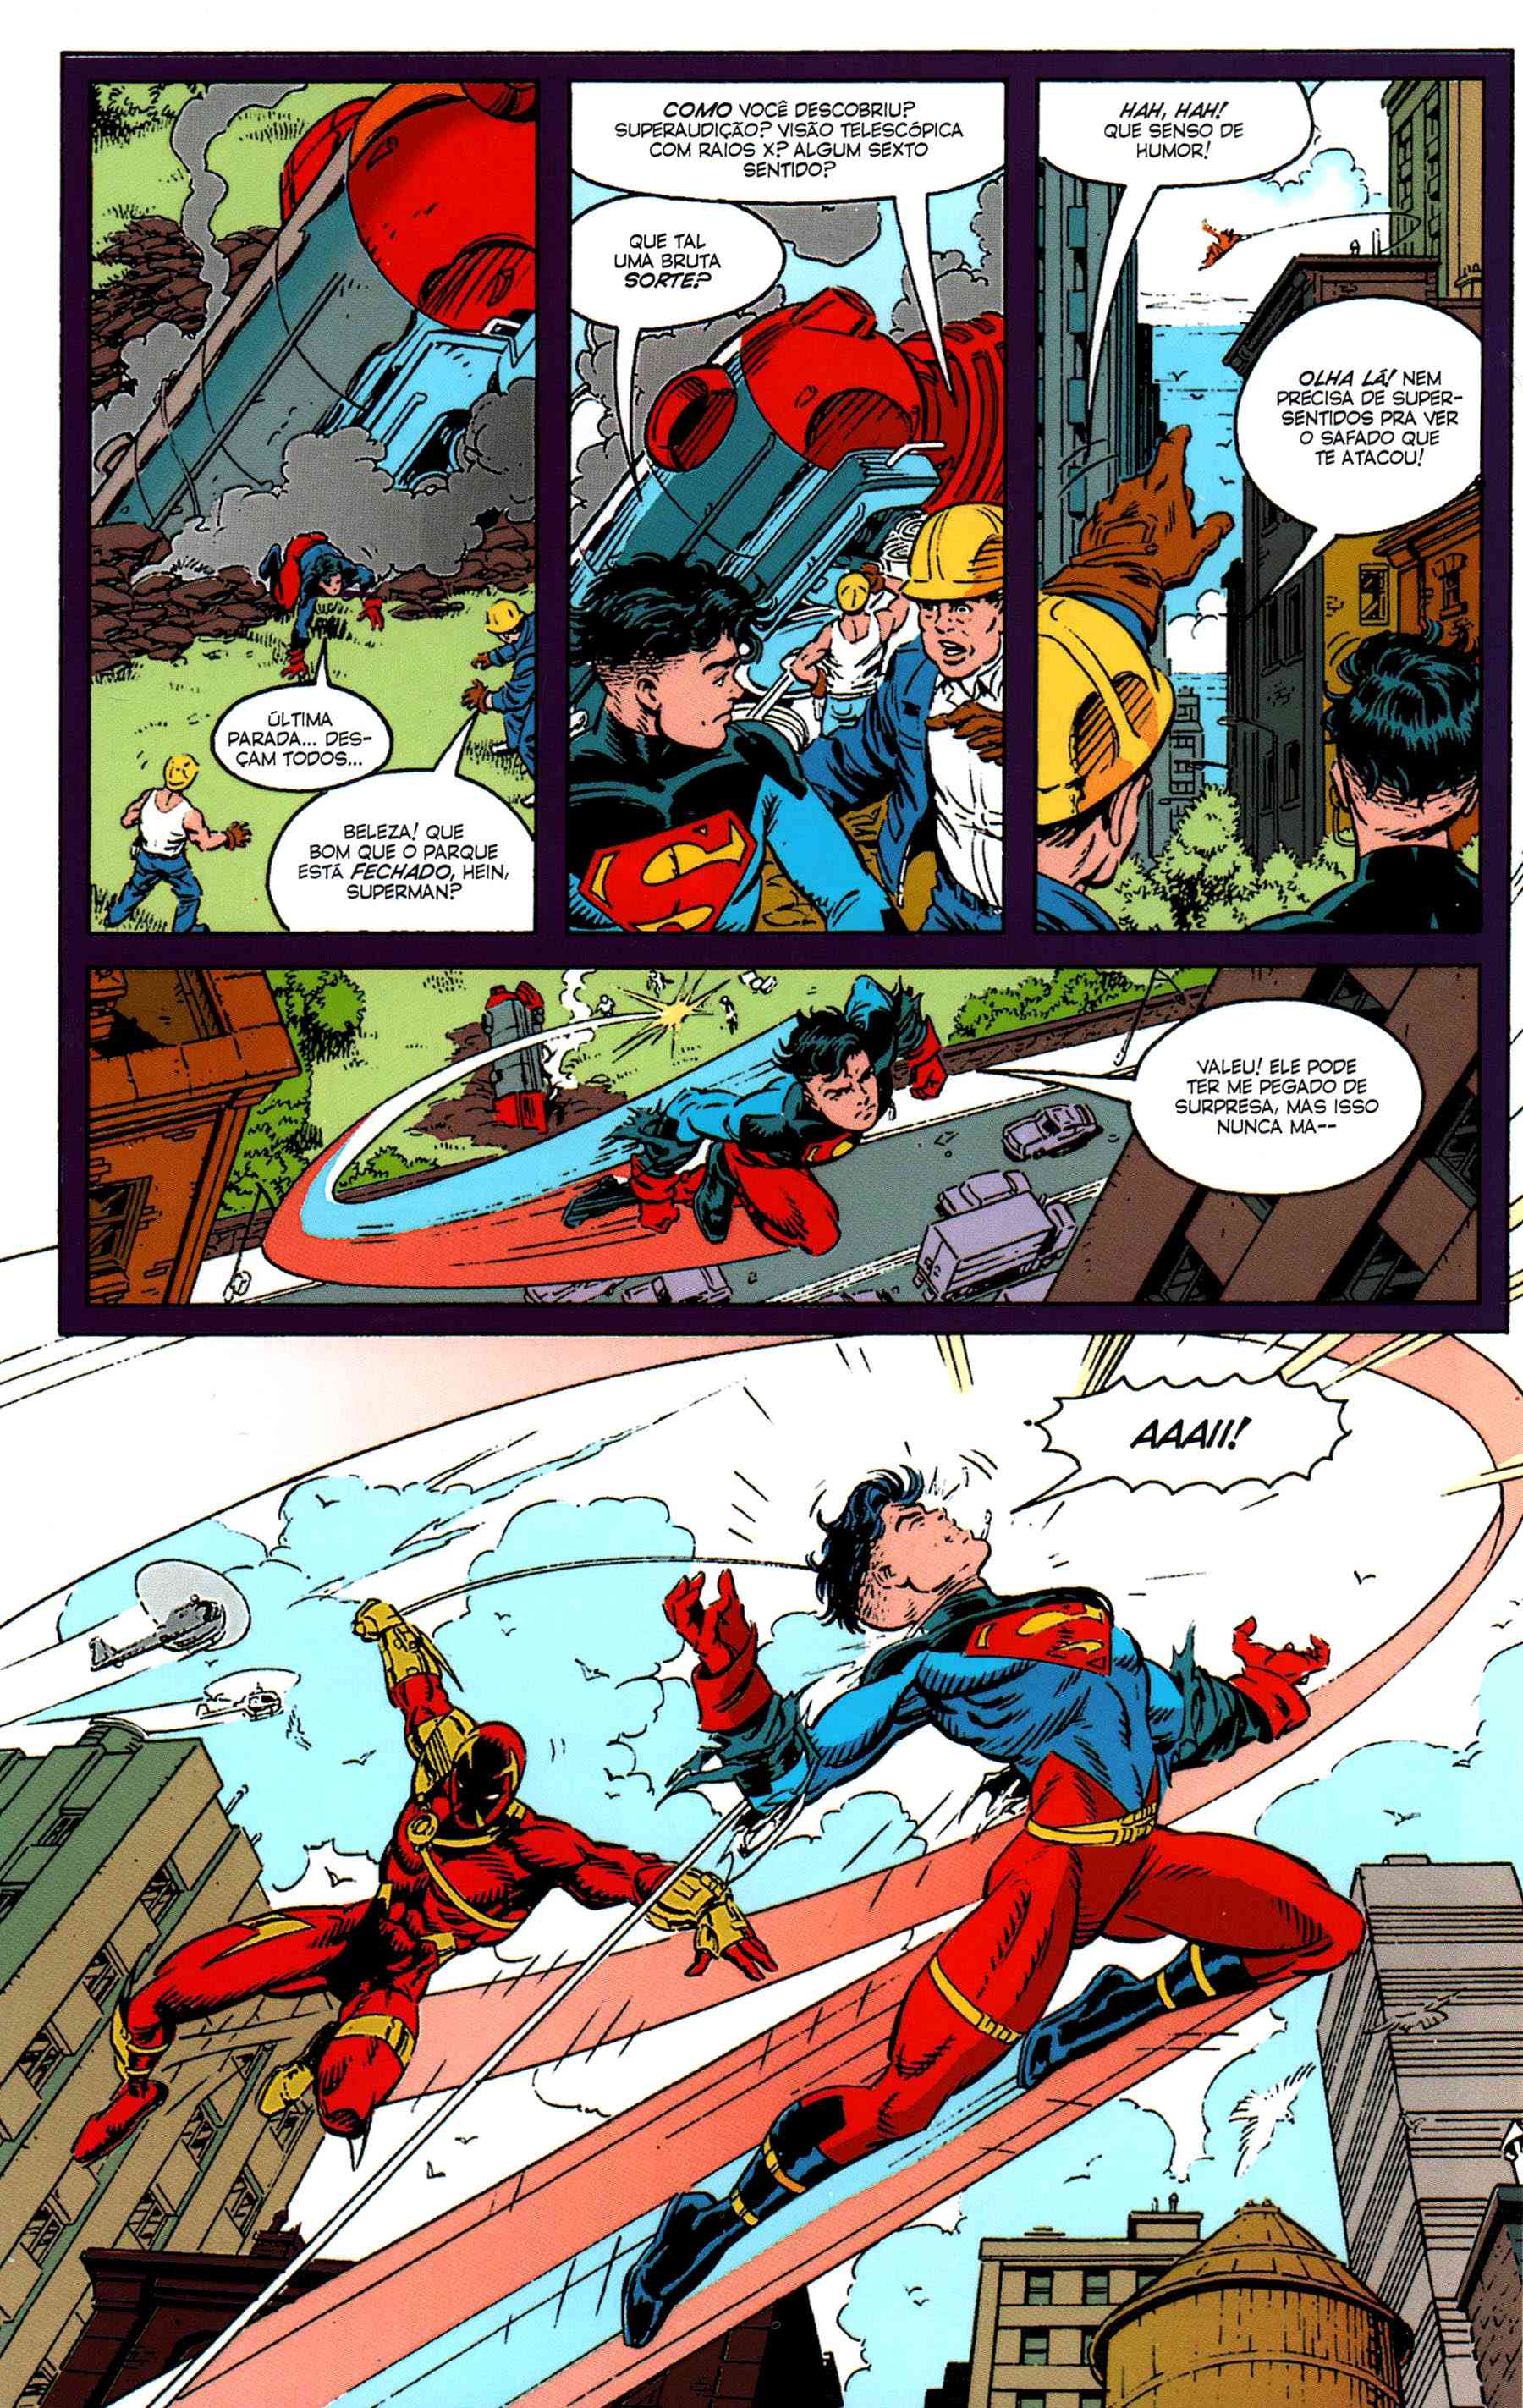 ÚLTIMA
PARADA... DES-
ÇAM TODOS...
BELEZA! QUE
BOM QUE O PARQUE
ESTÁ FECHADO, HEIN,
SUPERMAN?
COMO VOCÊ DESCOBRIU?
SUPERAUDIÇÃO? VISÃO TELESCÓPICA
COM RAIOS X? ALGUM SEXTO
SENTIDO?
QUE TAL
UMA BRUTA
SORTE?
HAH, HAH!
QUE SENSO DE
HUMOR!
OLHA LÁ! NEM
PRECISA DE SUPER-
SENTIDOS PRA VER
O SAFADO QUE
TE ATACOU!
VALEU! ELE PODE
TER ME PEGADO DE
SURPRESA, MAS ISSO
NUNCA MA--
AAAII!